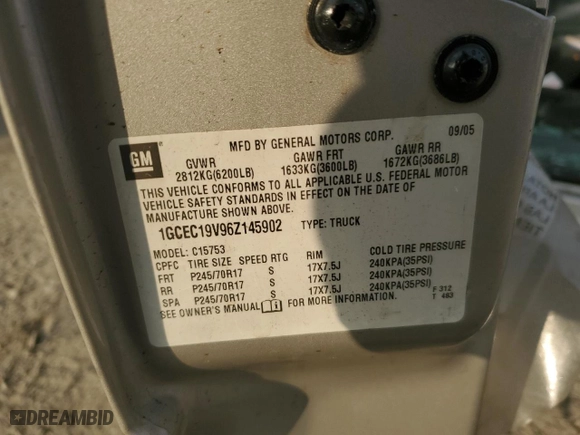 GM
MFD BY GENERAL MOTORS CORP. 09/05
GVWR GAWR FRT GAWR RR
2812KG(6200LB) 1633KG(3600LB) 1672KG(3686LB)
THIS VEHICLE CONFORMS TO ALL APPLICABLE U.S. FEDERAL MOTOR
VEHICLE SAFETY STANDARDS IN EFFECT ON THE DATE OF
MANUFACTURE SHOWN ABOVE.
1GCEC19V96Z145902 TYPE: TRUCK
MODEL: C15753
CPFC TIRE SIZE SPEED RTG RIM COLD TIRE PRESSURE
FRT P245/70R17 S 17X7.5J 240KPA(35PSI)
RR P245/70R17 S 17X7.5J 240KPA(35PSI)
SPA P245/70R17 S 17X7.5J 240KPA(35PSI)
SEE OWNER'S MANUAL FOR MORE INFORMATION.
F 312
T 483
DREAMBID